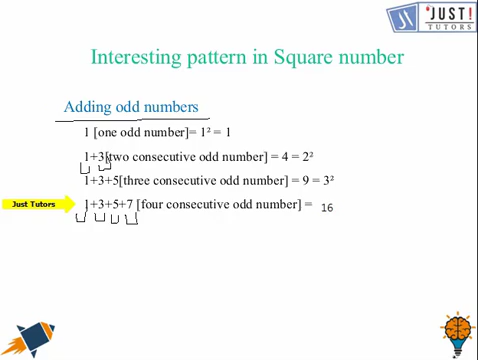 JUST!
TUTORS
Interesting pattern in Square number
Adding odd numbers
1 [one odd number]= 1² = 1
1+3[two consecutive odd number] = 4 = 2²
1+3+5[three consecutive odd number] = 9 = 3²
Just Tutors
1+3+5+7 [four consecutive odd number] = 16